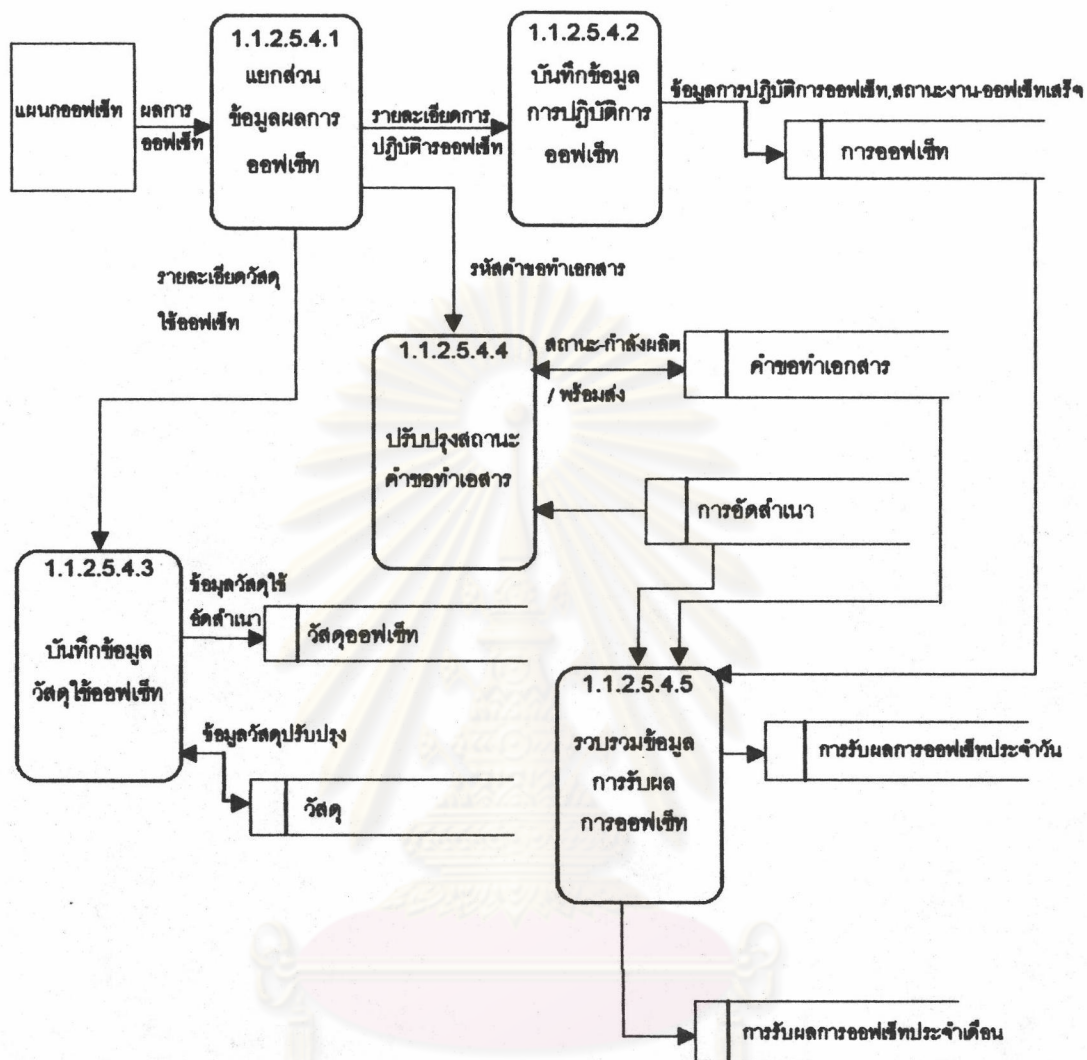 แผนกออฟเซ็ท
ผลการ
ออฟเซ็ท
1.1.2.5.4.1
แยกส่วน
ข้อมูลผลการ
ออฟเซ็ท
รายละเอียดการ
ปฏิบัติารออฟเซ็ท
1.1.2.5.4.2
บันทึกข้อมูล
การปฏิบัติการ
ออฟเซ็ท
ข้อมูลการปฏิบัติการออฟเซ็ท,สถานะงาน-ออฟเซ็ทเสร็จ
การออฟเซ็ท
รายละเอียดวัสดุ
ใช้ออฟเซ็ท
รหัสคำขอทำเอกสาร
1.1.2.5.4.4
ปรับปรุงสถานะ
คำขอทำเอสาร
สถานะ-กำลังผลิต
/ พร้อมส่ง
คำขอทำเอกสาร
การอัดสำเนา
1.1.2.5.4.3
บันทึกข้อมูล
วัสดุใช้ออฟเซ็ท
ข้อมูลวัสดุใช้
อัดสำเนา
วัสดุออฟเซ็ท
ข้อมูลวัสดุปรับปรุง
วัสดุ
1.1.2.5.4.5
รวบรวมข้อมูล
การรับผล
การออฟเซ็ท
การรับผลการออฟเซ็ทประจำวัน
การรับผลการออฟเซ็ทประจำเดือน